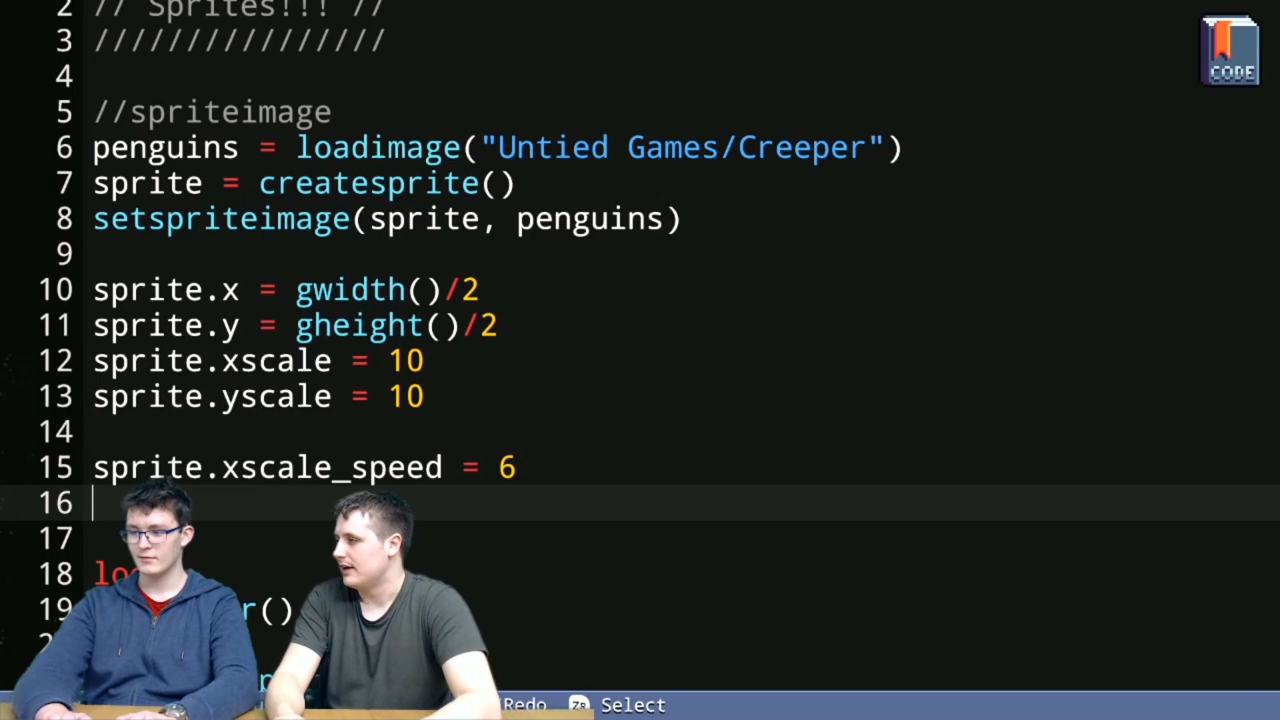 2 // Sprites!!! //
3 ////////////////
4
5 //spriteimage
6 penguins = loadimage("Untied Games/Creeper")
7 sprite = createsprite()
8 setspriteimage(sprite, penguins)
9
10 sprite.x = gwidth()/2
11 sprite.y = gheight()/2
12 sprite.xscale = 10
13 sprite.yscale = 10
14
15 sprite.xscale_speed = 6
16
17
18
19
Redo ZR Select
CODE